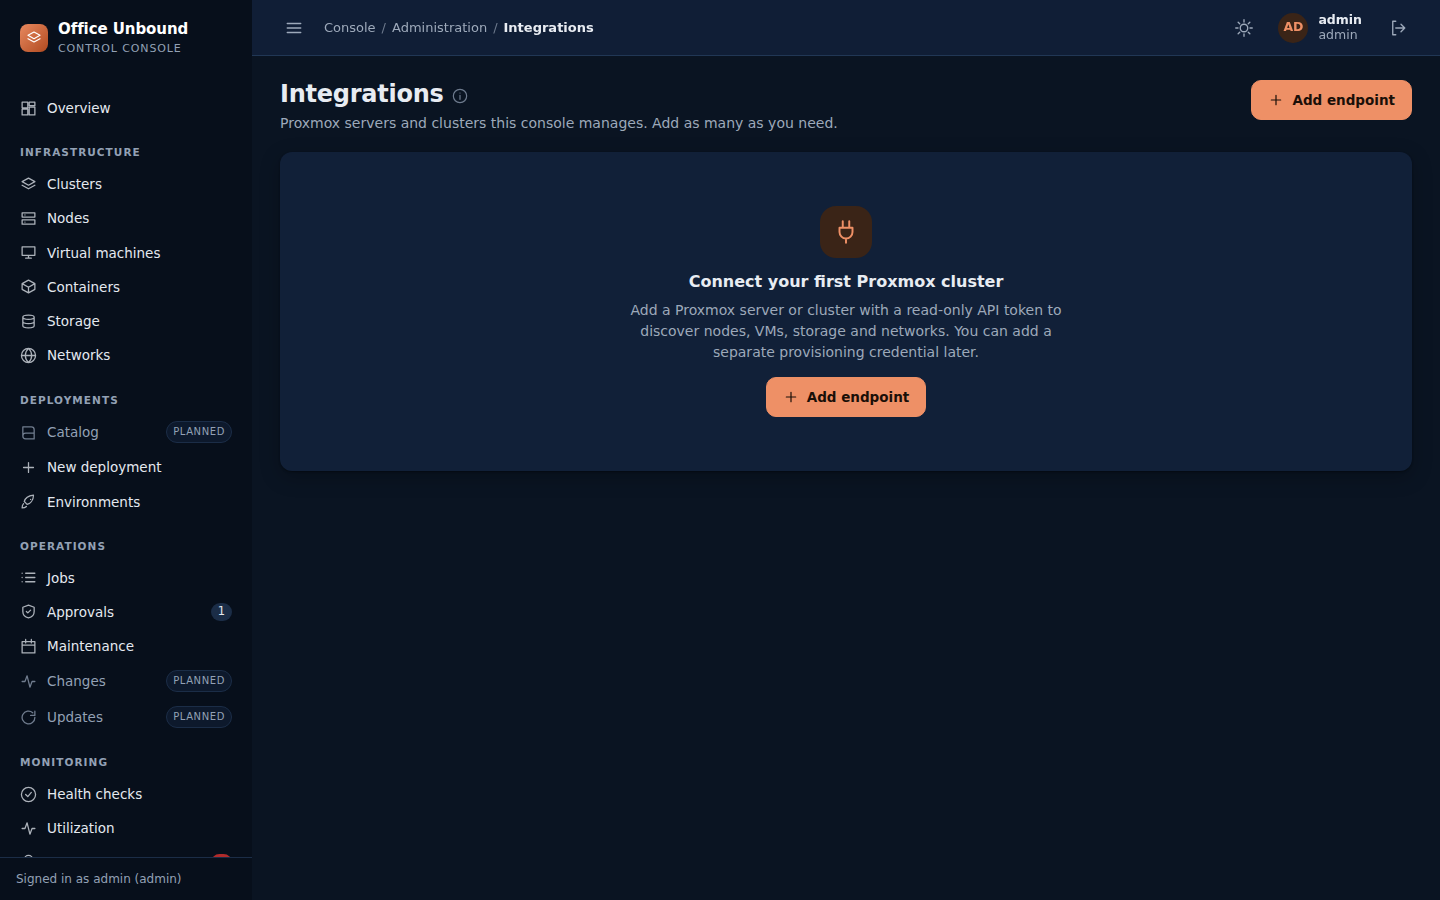 Office Unbound
CONTROL CONSOLE
Overview
INFRASTRUCTURE
Clusters
Nodes
Virtual machines
Containers
Storage
Networks
DEPLOYMENTS
Catalog PLANNED
New deployment
Environments
OPERATIONS
Jobs
Approvals 1
Maintenance
Changes PLANNED
Updates PLANNED
MONITORING
Health checks
Utilization
Signed in as admin (admin)
Console / Administration / Integrations
AD
admin
admin
Integrations
Proxmox servers and clusters this console manages. Add as many as you need.
+ Add endpoint
Connect your first Proxmox cluster
Add a Proxmox server or cluster with a read-only API token to
discover nodes, VMs, storage and networks. You can add a
separate provisioning credential later.
+ Add endpoint